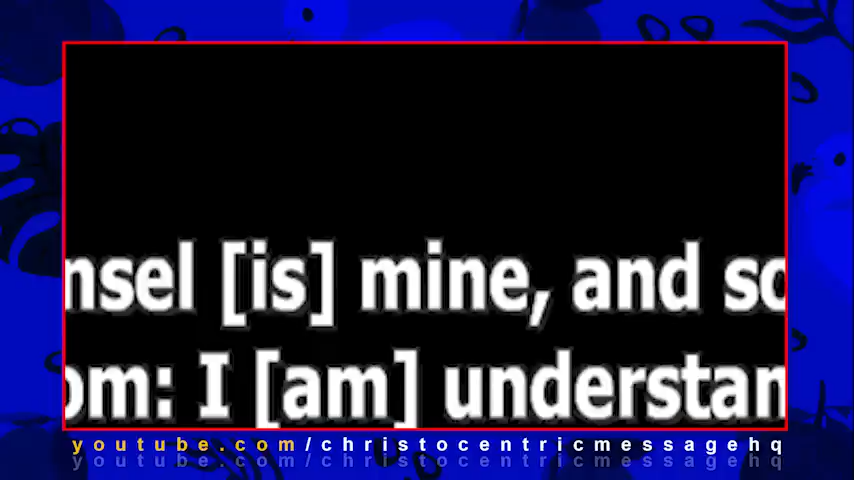 nsel [is] mine, and so
om: I [am] understan
youtube.com/christocentricmessagehq